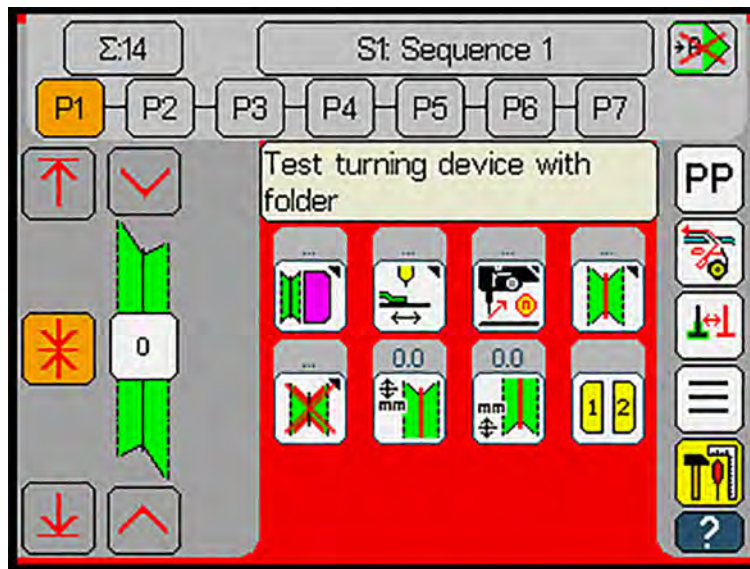 Σ:14
S1: Sequence 1
P1 P2 P3 P4 P5 P6 P7
Test turning device with
folder
PP
... ... ... ...
n
0
... 0.0 0.0
mm mm 1 2
?